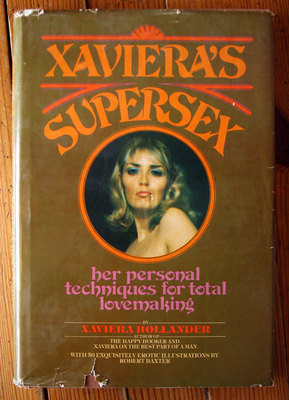 XAVIERA'S
SUPERSEX
her personal
techniques for total
lovemaking
BY
XAVIERA HOLLANDER
AUTHOR OF
THE HAPPY HOOKER AND
XAVIERA ON THE BEST PART OF A MAN
WITH 80 EXQUISITELY EROTIC ILLUSTRATIONS BY
ROBERT BAXTER